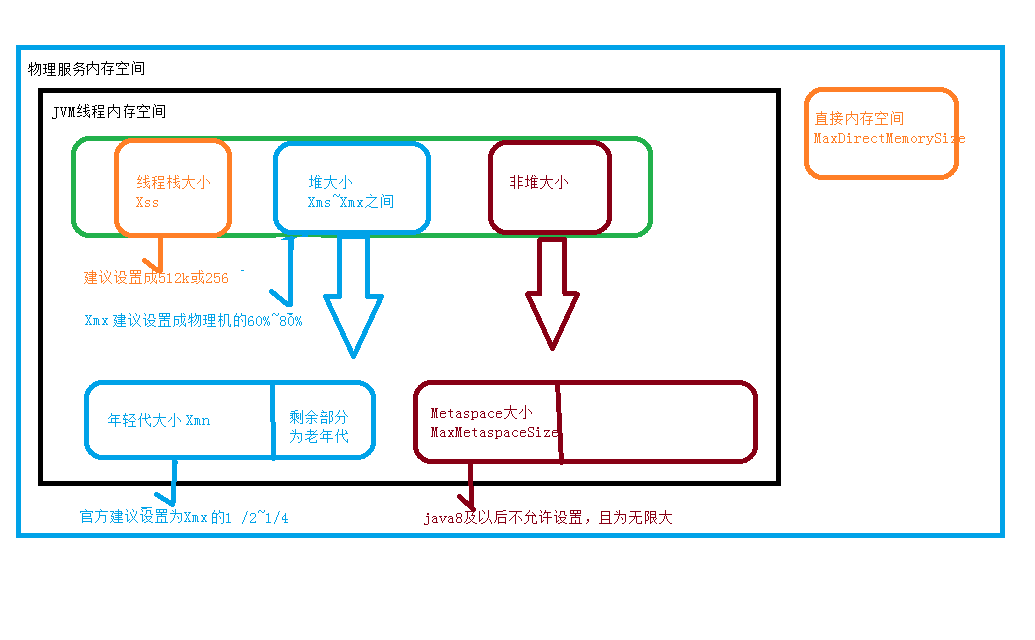 物理服务内存空间
JVM线程内存空间
直接内存空间
MaxDirectMemorySize
线程栈大小
Xss
堆大小
Xms~Xmx之间
非堆大小
建议设置成512k或256
Xmx 建议设置成物理机的60%~80%
年轻代大小 Xmn
剩余部分
为老年代
Metaspace大小
MaxMetaspaceSize
官方建议设置为Xmx 的1 /2~1/4
java8及以后不允许设置，且为无限大